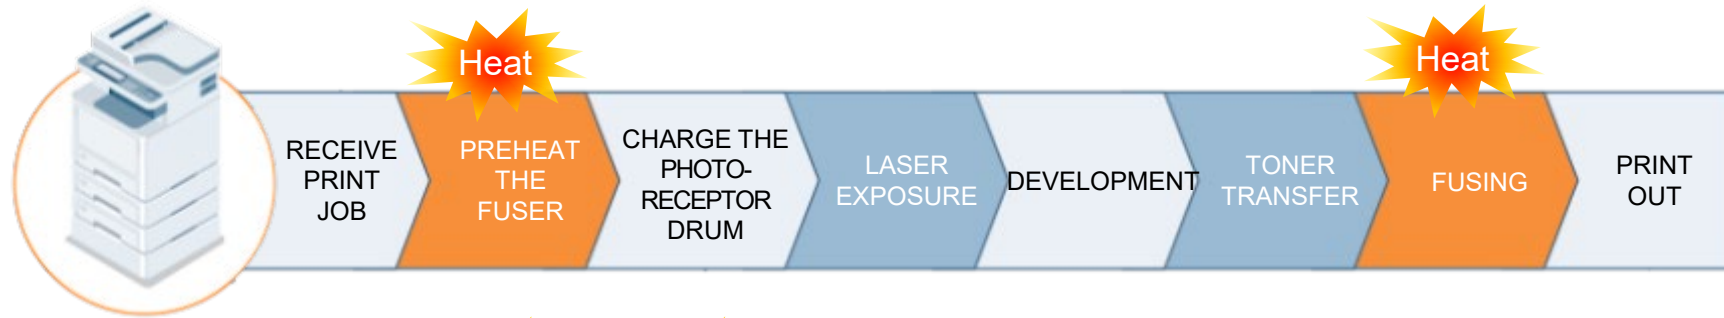 Heat
Heat
RECEIVE
PRINT
JOB
PREHEAT
THE
FUSER
CHARGE THE
PHOTO-
RECEPTOR
DRUM
LASER
EXPOSURE
DEVELOPMENT
TONER
TRANSFER
FUSING
PRINT
OUT